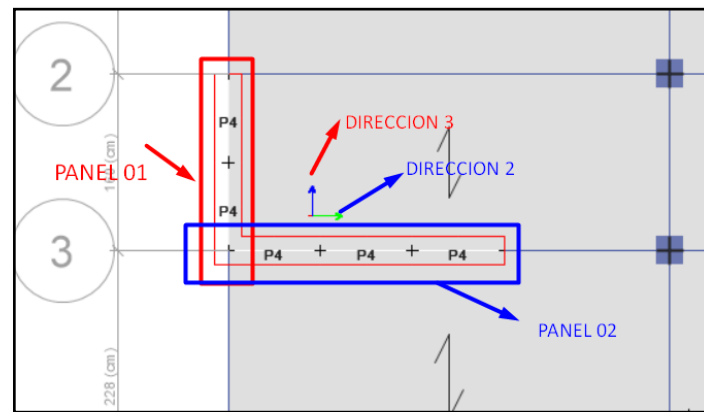 2
P4
DIRECCION 3
PANEL 01
DIRECCION 2
P4
3
P4
P4
P4
PANEL 02
228 (cm)